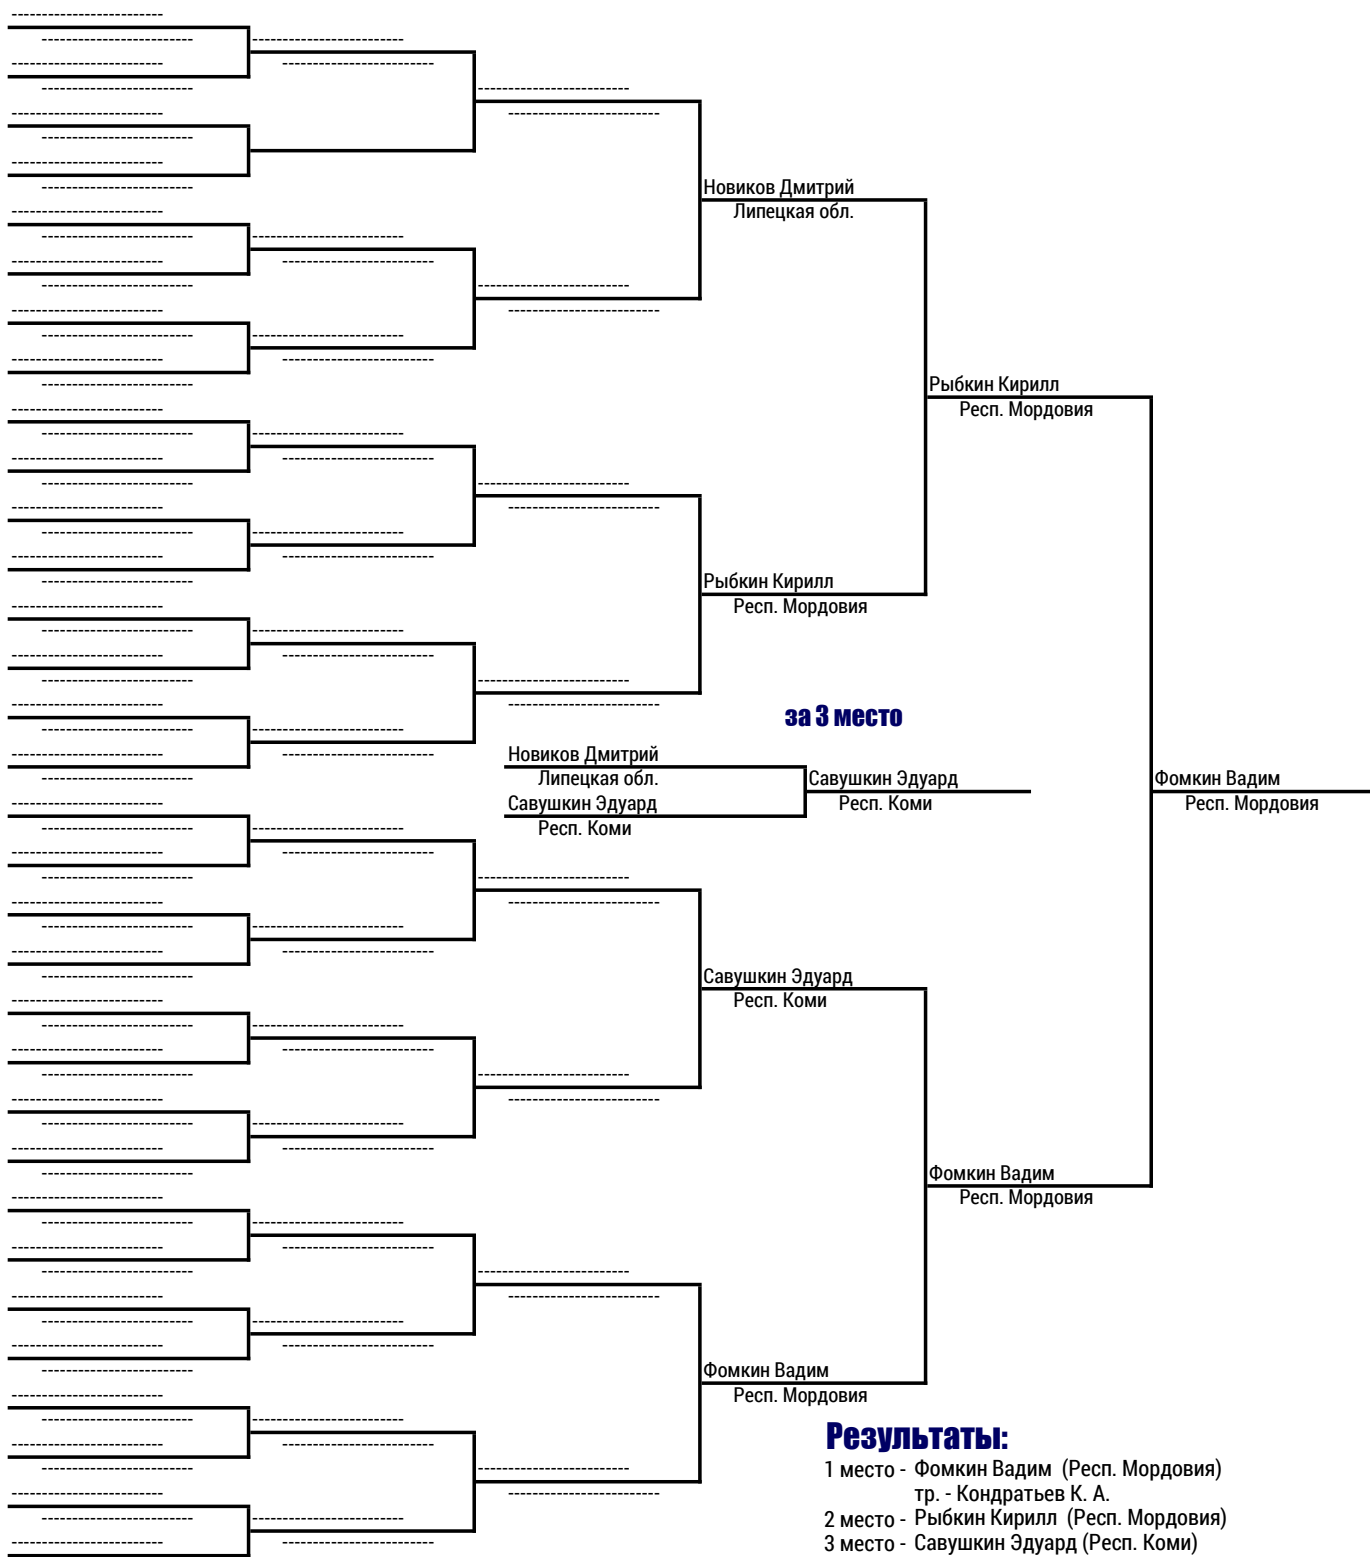 Новиков Дмитрий
Липецкая обл.
Рыбкин Кирилл
Респ. Мордовия
Рыбкин Кирилл
Респ. Мордовия
за 3 место
Новиков Дмитрий
Липецкая обл.
Савушкин Эдуард
Респ. Коми
Савушкин Эдуард
Респ. Коми
Фомкин Вадим
Респ. Мордовия
Савушкин Эдуард
Респ. Коми
Фомкин Вадим
Респ. Мордовия
Фомкин Вадим
Респ. Мордовия
Результаты:
1 место - Фомкин Вадим (Респ. Мордовия)
тр. - Кондратьев К. А.
2 место - Рыбкин Кирилл (Респ. Мордовия)
3 место - Савушкин Эдуард (Респ. Коми)